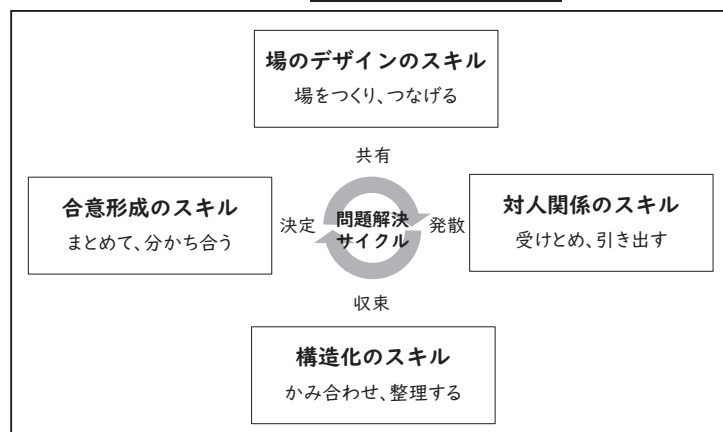 場のデザインのスキル
場をつくり、つなげる
共有
合意形成のスキル
まとめて、分かち合う
決定
問題解決
サイクル
発散
対人関係のスキル
受けとめ、引き出す
収束
構造化のスキル
かみ合わせ、整理する